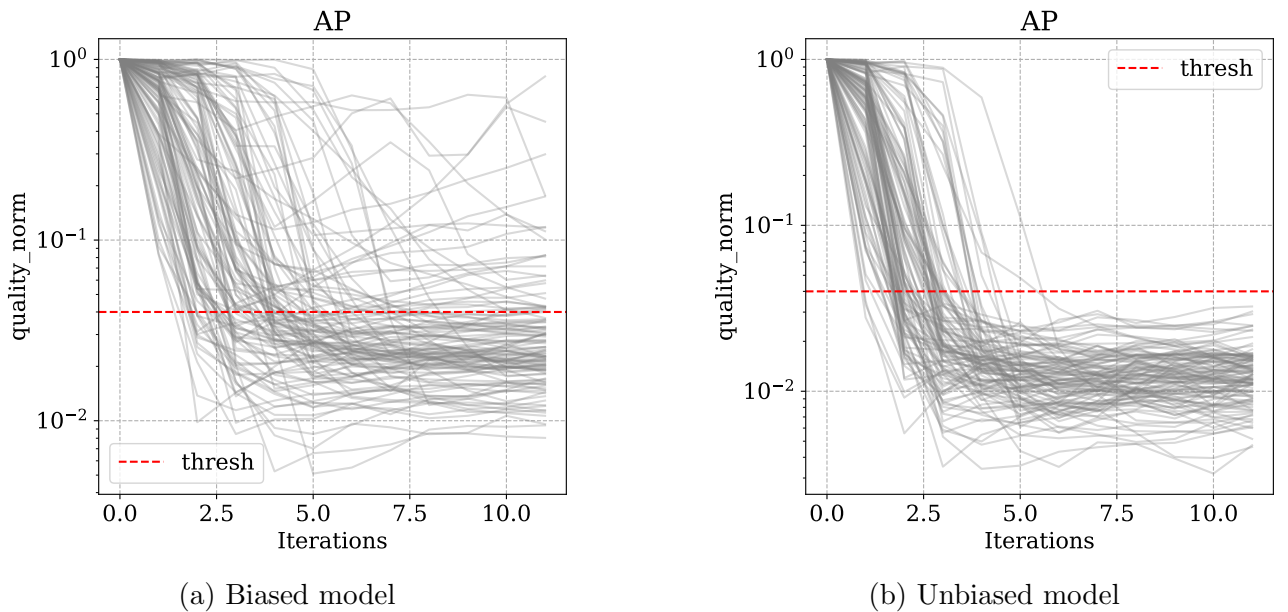 AP
quality_norm
10^0
10^-1
10^-2
thresh
0.0 2.5 5.0 7.5 10.0
Iterations
(a) Biased model
AP
quality_norm
10^0
10^-1
10^-2
thresh
0.0 2.5 5.0 7.5 10.0
Iterations
(b) Unbiased model